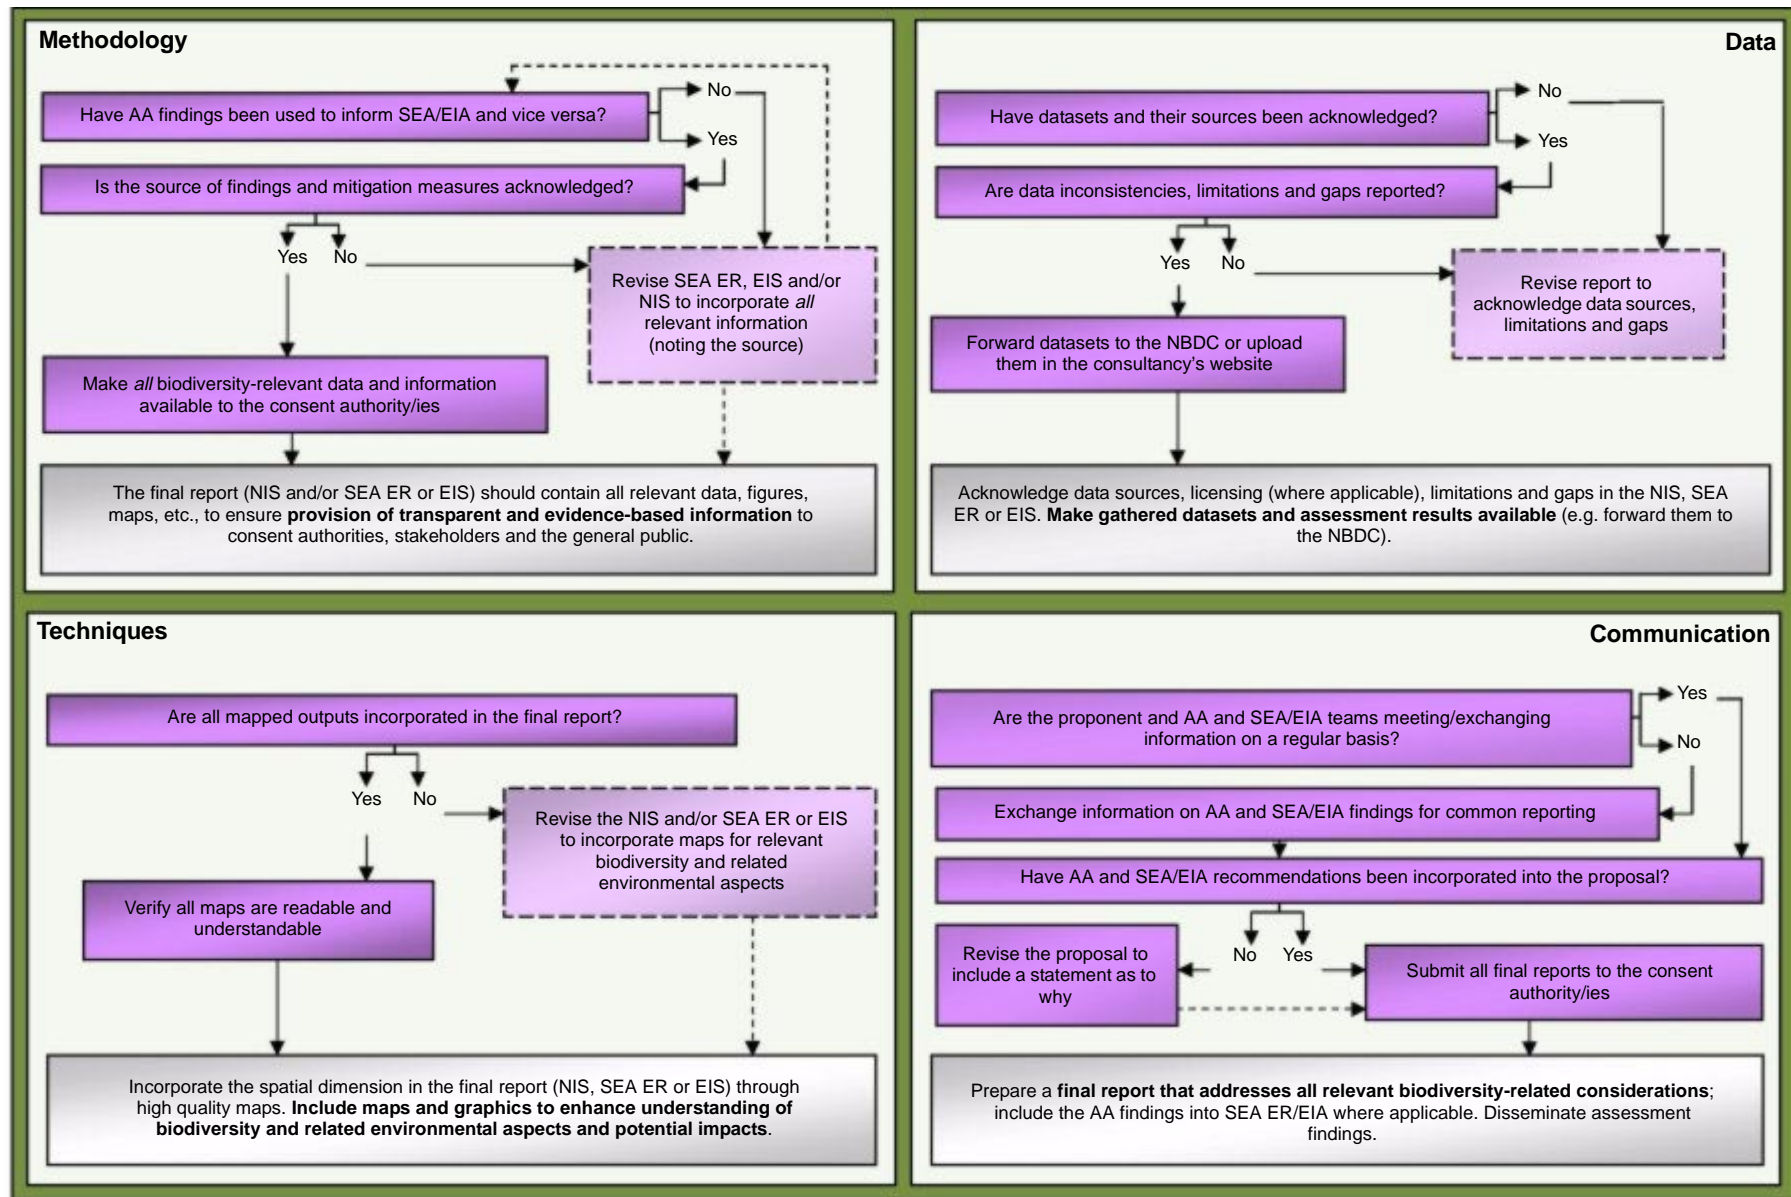 Methodology
Have AA findings been used to inform SEA/EIA and vice versa?
No
Yes
Is the source of findings and mitigation measures acknowledged?
Yes
No
Revise SEA ER, EIS and/or
NIS to incorporate all
relevant information
(noting the source)
Make all biodiversity-relevant data and information
available to the consent authority/ies
The final report (NIS and/or SEA ER or EIS) should contain all relevant data, figures,
maps, etc., to ensure provision of transparent and evidence-based information to
consent authorities, stakeholders and the general public.
Data
Have datasets and their sources been acknowledged?
No
Yes
Are data inconsistencies, limitations and gaps reported?
Yes
No
Revise report to
acknowledge data sources,
limitations and gaps
Forward datasets to the NBDC or upload
them in the consultancy's website
Acknowledge data sources, licensing (where applicable), limitations and gaps in the NIS, SEA
ER or EIS. Make gathered datasets and assessment results available (e.g. forward them to
the NBDC).
Techniques
Are all mapped outputs incorporated in the final report?
Yes
No
Revise the NIS and/or SEA ER or EIS
to incorporate maps for relevant
biodiversity and related
environmental aspects
Verify all maps are readable and
understandable
Incorporate the spatial dimension in the final report (NIS, SEA ER or EIS) through
high quality maps. Include maps and graphics to enhance understanding of
biodiversity and related environmental aspects and potential impacts.
Communication
Are the proponent and AA and SEA/EIA teams meeting/exchanging
information on a regular basis?
Yes
No
Exchange information on AA and SEA/EIA findings for common reporting
Have AA and SEA/EIA recommendations been incorporated into the proposal?
No
Yes
Revise the proposal to
include a statement as to
why
Submit all final reports to the consent
authority/ies
Prepare a final report that addresses all relevant biodiversity-related considerations;
include the AA findings into SEA ER/EIA where applicable. Disseminate assessment
findings.